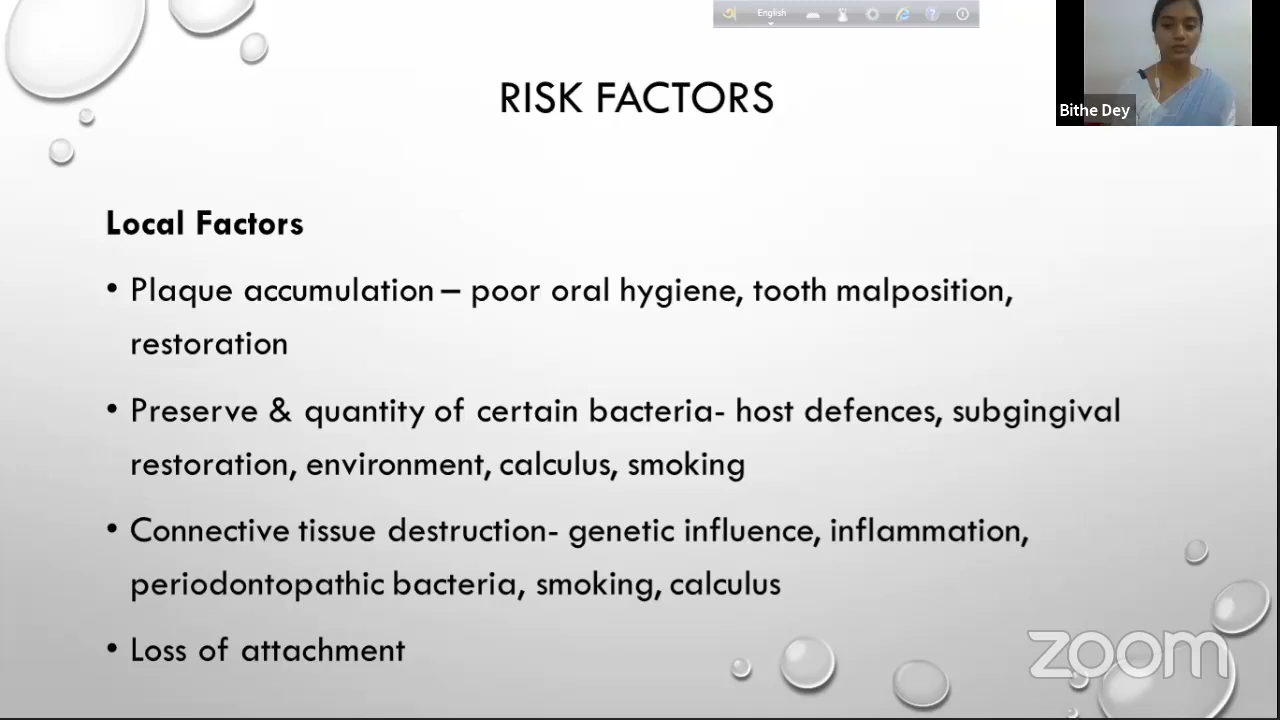 English
RISK FACTORS
Bithe Dey
Local Factors
• Plaque accumulation – poor oral hygiene, tooth malposition,
restoration
• Preserve & quantity of certain bacteria- host defences, subgingival
restoration, environment, calculus, smoking
• Connective tissue destruction- genetic influence, inflammation,
periodontopathic bacteria, smoking, calculus
• Loss of attachment
zoom